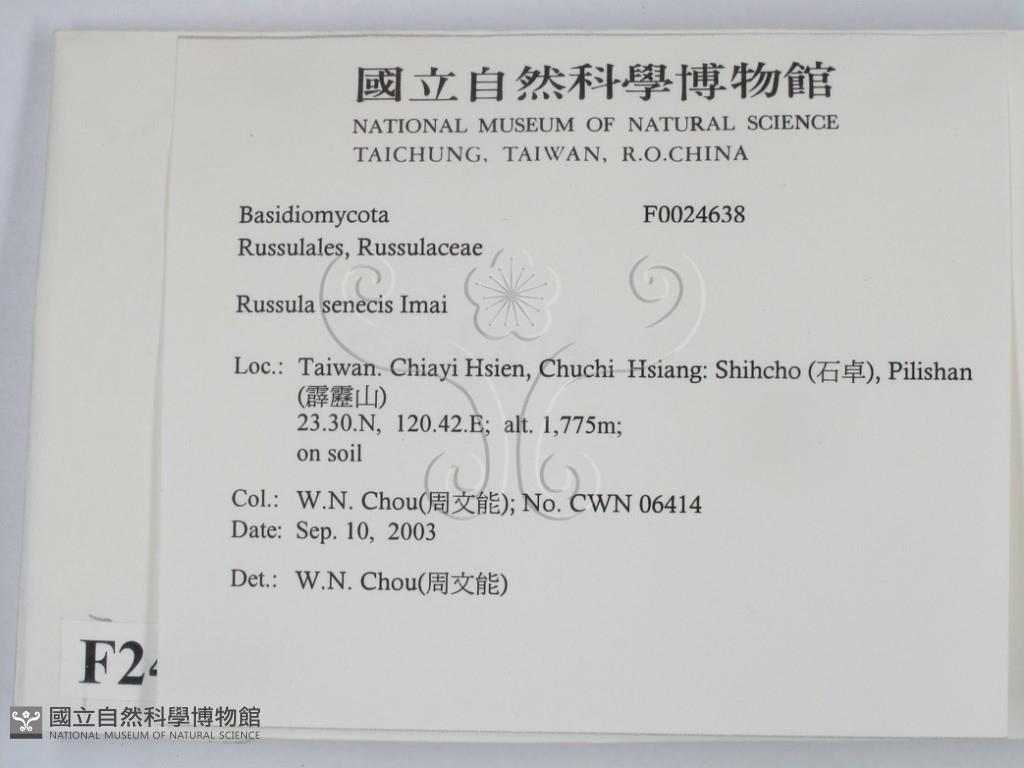 國立自然科學博物館
NATIONAL MUSEUM OF NATURAL SCIENCE
TAICHUNG, TAIWAN, R.O.CHINA
Basidiomycota F0024638
Russulales, Russulaceae
Russula senecis Imai
Loc.: Taiwan. Chiayi Hsien, Chuchi Hsiang: Shihcho (石卓), Pilishan
(霹靂山)
23.30.N, 120.42.E; alt. 1,775m;
on soil
Col.: W.N. Chou(周文能); No. CWN 06414
Date: Sep. 10, 2003
Det.: W.N. Chou(周文能)
F24
國立自然科學博物館
NATIONAL MUSEUM OF NATURAL SCIENCE